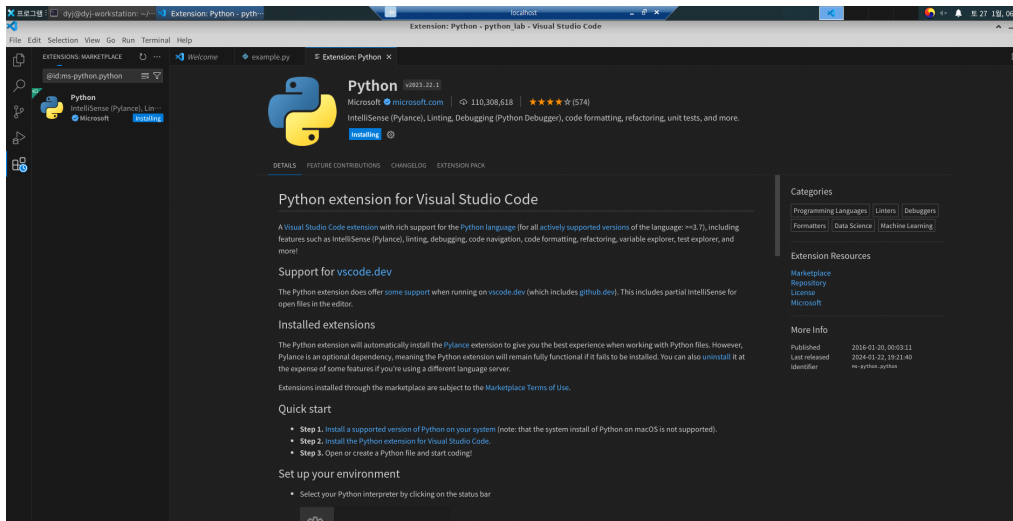 프로그램
dyj@dyj-workstation: ~/···
Extension: Python - pyth···
localhost
토 27 1월, 06
Extension: Python - python_lab - Visual Studio Code
File Edit Selection View Go Run Terminal Help
EXTENSIONS: MARKETPLACE
Welcome
example.py
Extension: Python
@id:ms-python.python
Python
IntelliSense (Pylance), Lin···
Microsoft
Installing
Python v2023.22.1
Microsoft microsoft.com 110,308,618 (574)
IntelliSense (Pylance), Linting, Debugging (Python Debugger), code formatting, refactoring, unit tests, and more.
Installing
DETAILS FEATURE CONTRIBUTIONS CHANGELOG EXTENSION PACK
Python extension for Visual Studio Code
A Visual Studio Code extension with rich support for the Python language (for all actively supported versions of the language: >=3.7), including
features such as IntelliSense (Pylance), linting, debugging, code navigation, code formatting, refactoring, variable explorer, test explorer, and
more!
Support for vscode.dev
The Python extension does offer some support when running on vscode.dev (which includes github.dev). This includes partial IntelliSense for
open files in the editor.
Installed extensions
The Python extension will automatically install the Pylance extension to give you the best experience when working with Python files. However,
Pylance is an optional dependency, meaning the Python extension will remain fully functional if it fails to be installed. You can also uninstall it at
the expense of some features if you're using a different language server.
Extensions installed through the marketplace are subject to the Marketplace Terms of Use.
Quick start
• Step 1. Install a supported version of Python on your system (note: that the system install of Python on macOS is not supported).
• Step 2. Install the Python extension for Visual Studio Code.
• Step 3. Open or create a Python file and start coding!
Set up your environment
• Select your Python interpreter by clicking on the status bar
Categories
Programming Languages Linters Debuggers
Formatters Data Science Machine Learning
Extension Resources
Marketplace
Repository
License
Microsoft
More Info
Published 2016-01-20, 00:03:11
Last released 2024-01-22, 19:21:40
Identifier ms-python.python